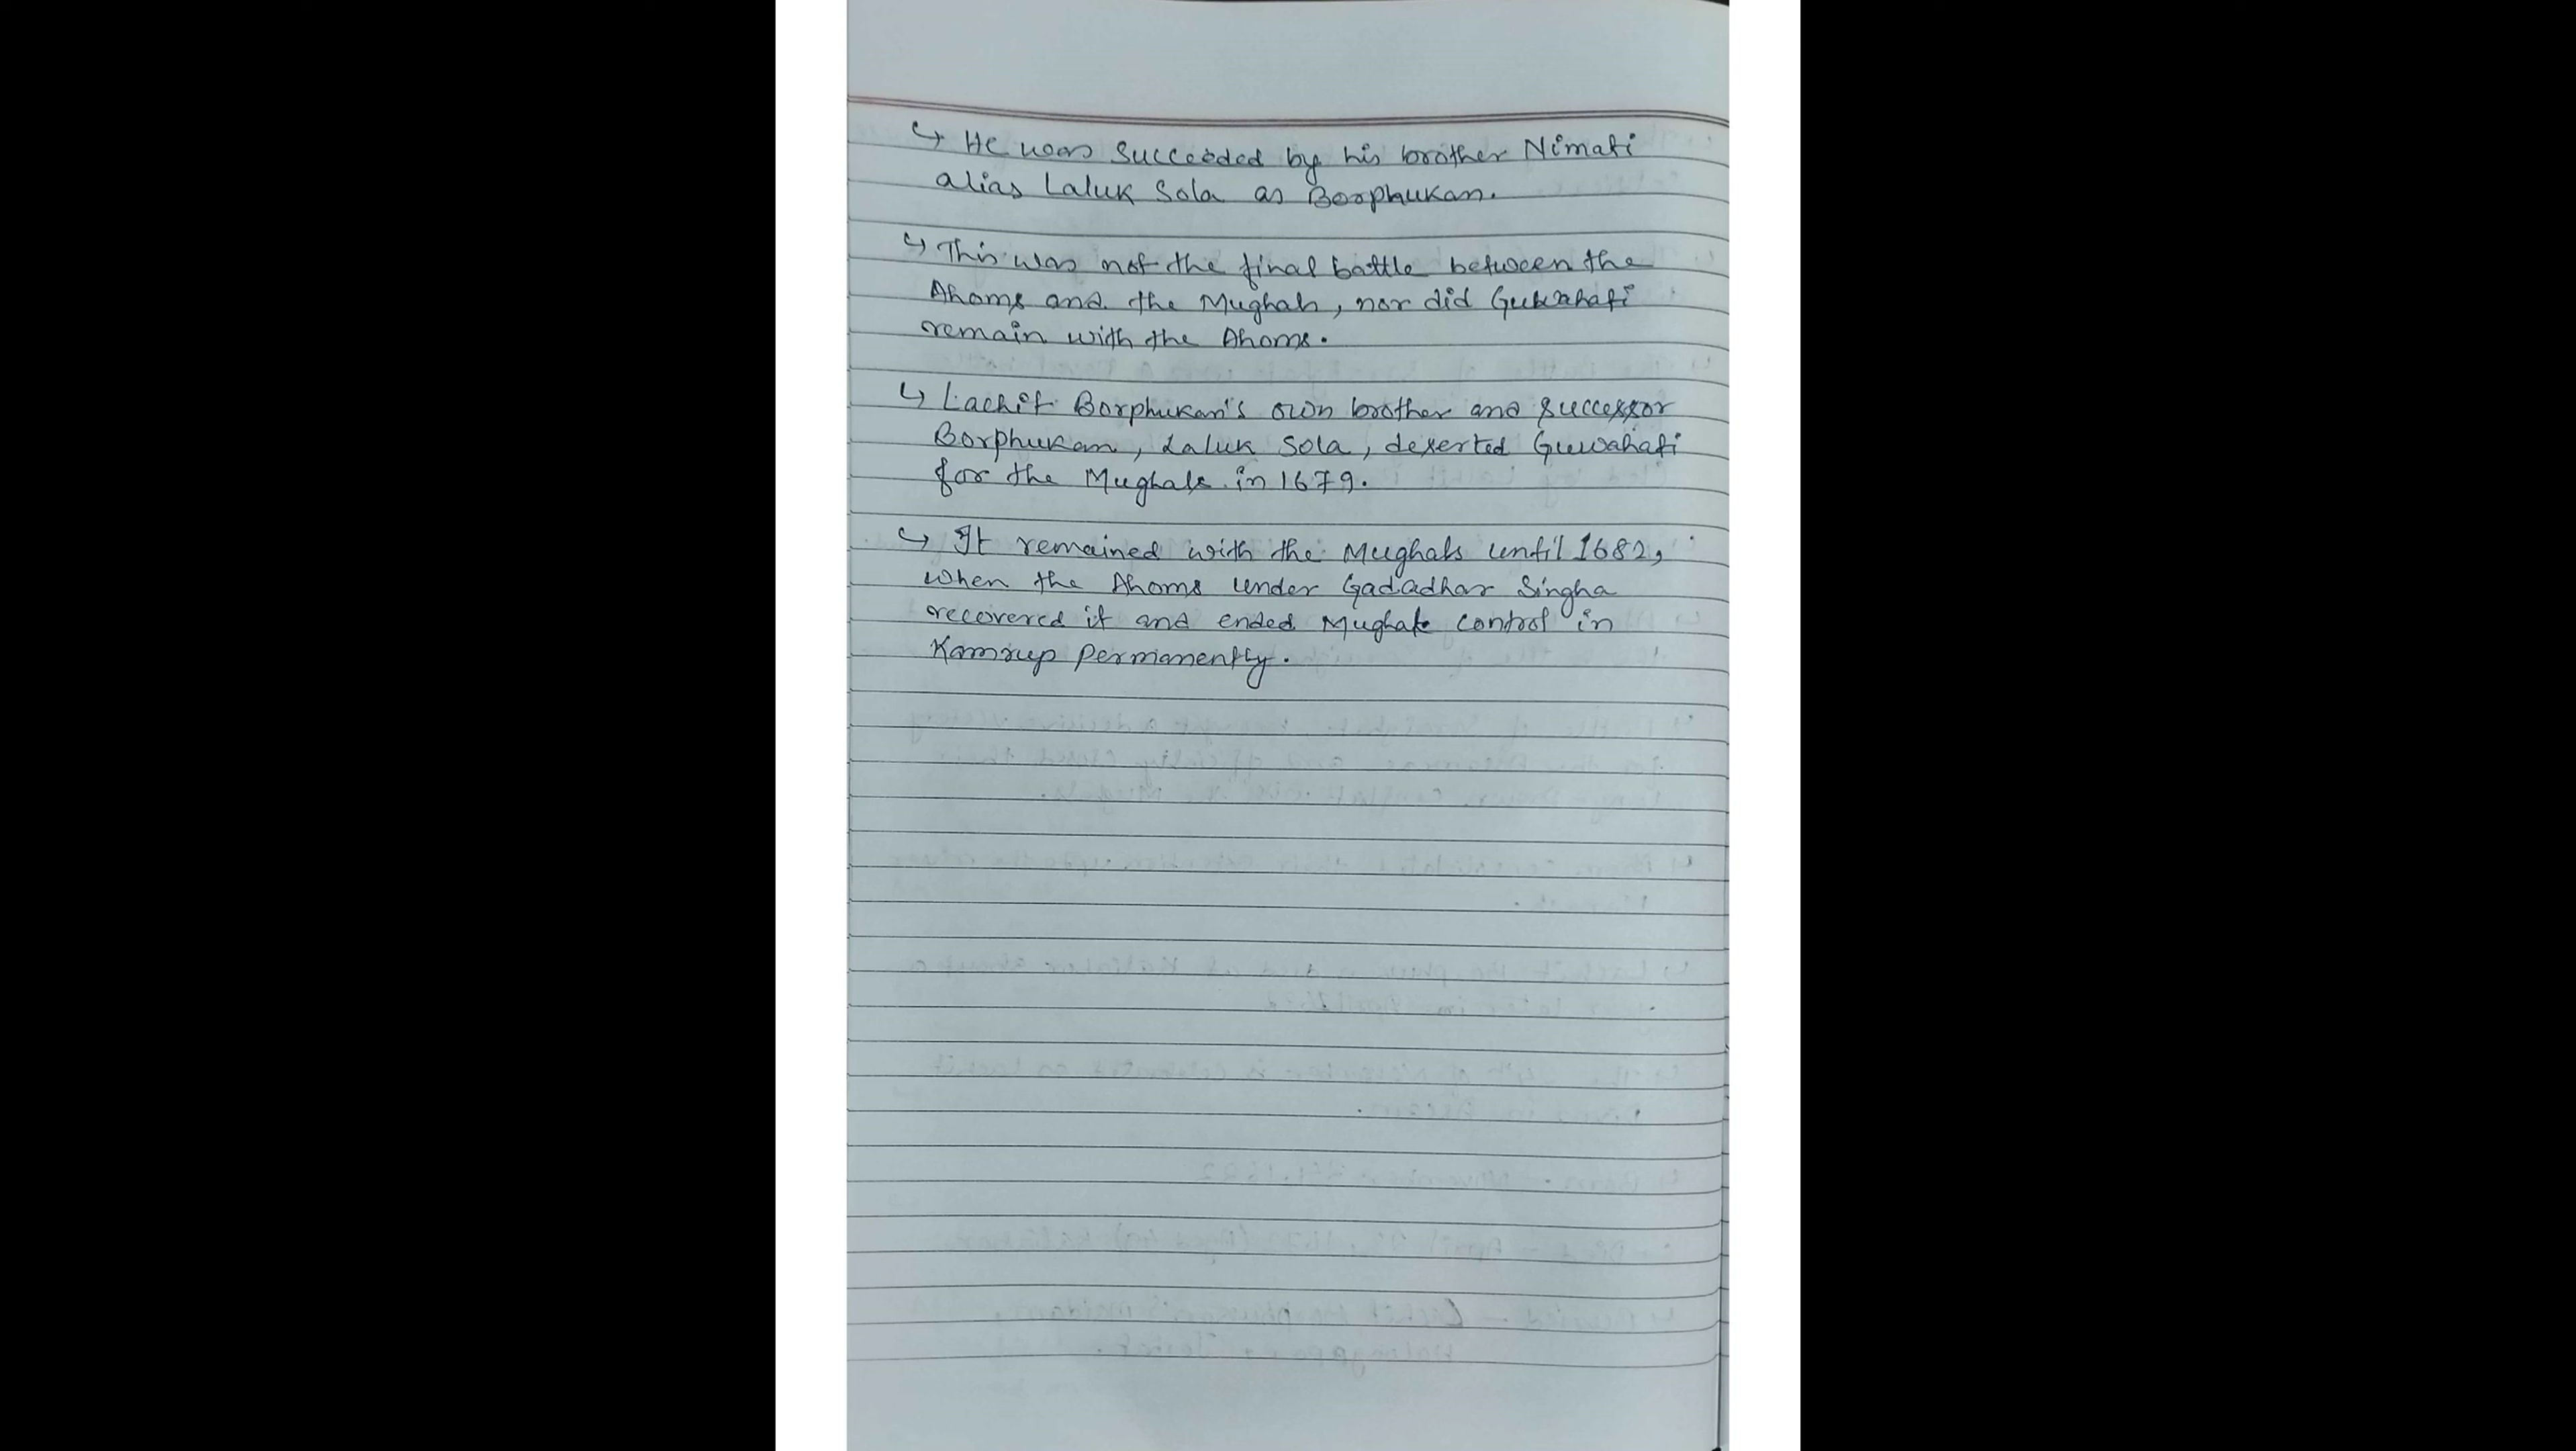 ↳ He was succeeded by his brother Nimati
alias Laluk Sola as Borphukan.
↳ This was not the final battle between the
Ahoms and the Mughals, nor did Guwahati
remain with the Ahoms.
↳ Lachit Borphukan's own brother and successor
Borphukan, Laluk Sola, deserted Guwahati
for the Mughals in 1679.
↳ It remained with the Mughals until 1682,
when the Ahoms under Gadadhar Singha
recovered it and ended Mughals control in
Kamrup permanently.